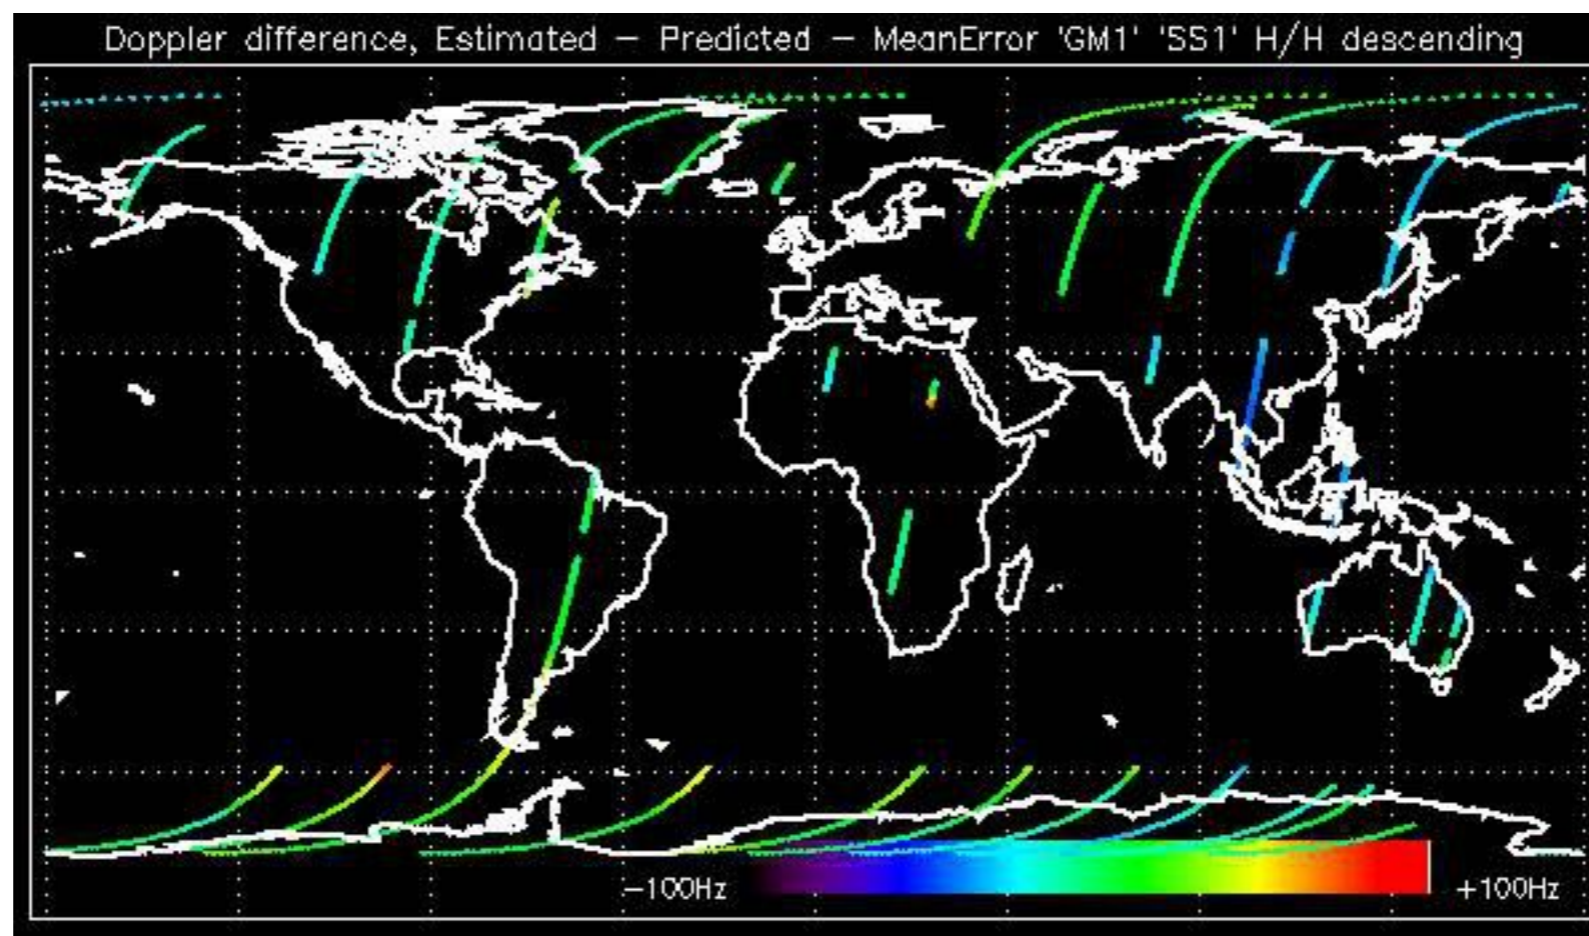 Doppler difference, Estimated – Predicted – MeanError 'GM1' 'SS1' H/H descending
–100Hz +100Hz